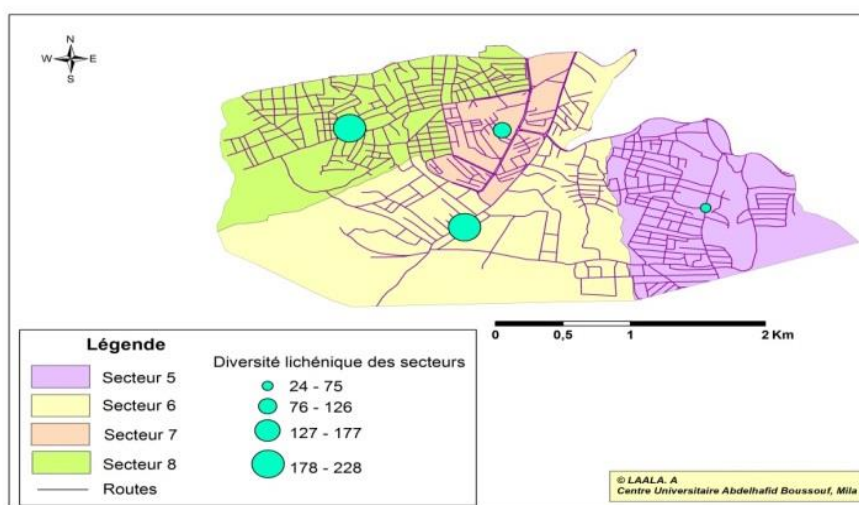 N
W E
S
0 0,5 1 2 Km
Légende
Secteur 5
Secteur 6
Secteur 7
Secteur 8
Routes
Diversité lichénique des secteurs
24 - 75
76 - 126
127 - 177
178 - 228
© LAALA. A
Centre Universitaire Abdelhafid Boussouf, Mila